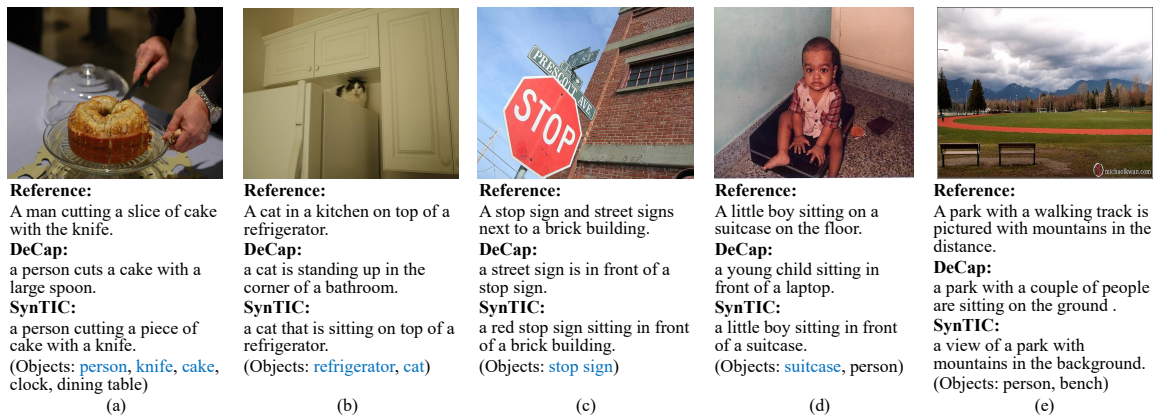 PRESCOTT AVE
STOP
michaelkwan.com
Reference:
A man cutting a slice of cake
with the knife.
DeCap:
a person cuts a cake with a
large spoon.
SynTIC:
a person cutting a piece of
cake with a knife.
(Objects: person, knife, cake,
clock, dining table)
(a)
Reference:
A cat in a kitchen on top of a
refrigerator.
DeCap:
a cat is standing up in the
corner of a bathroom.
SynTIC:
a cat that is sitting on top of a
refrigerator.
(Objects: refrigerator, cat)
(b)
Reference:
A stop sign and street signs
next to a brick building.
DeCap:
a street sign is in front of a
stop sign.
SynTIC:
a red stop sign sitting in front
of a brick building.
(Objects: stop sign)
(c)
Reference:
A little boy sitting on a
suitcase on the floor.
DeCap:
a young child sitting in
front of a laptop.
SynTIC:
a little boy sitting in front
of a suitcase.
(Objects: suitcase, person)
(d)
Reference:
A park with a walking track is
pictured with mountains in the
distance.
DeCap:
a park with a couple of people
are sitting on the ground .
SynTIC:
a view of a park with
mountains in the background.
(Objects: person, bench)
(e)